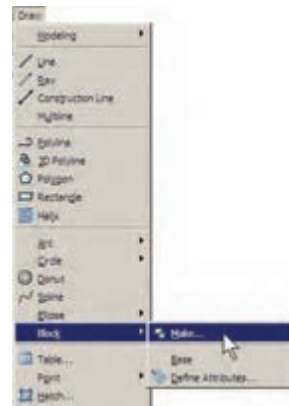 Draw
Modeling
Line
Ray
Construction Line
Multiline
Polyline
3D Polyline
Polygon
Rectangle
Helix
Arc
Circle
Donut
Spline
Ellipse
Block
Make...
Base
Define Attributes...
Table...
Point
Hatch...